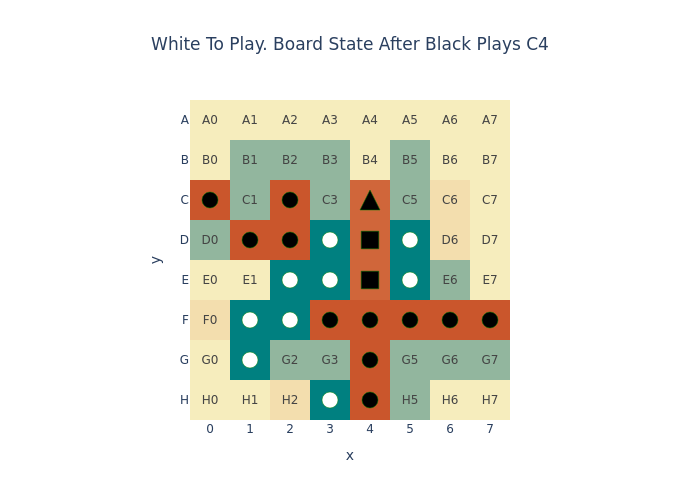 White To Play. Board State After Black Plays C4
A A0 A1 A2 A3 A4 A5 A6 A7
B B0 B1 B2 B3 B4 B5 B6 B7
C C1 C3 C5 C6 C7
D D0 D6 D7
y
E E0 E1 E6 E7
F F0
G G0 G2 G3 G5 G6 G7
H H0 H1 H2 H5 H6 H7
0 1 2 3 4 5 6 7
x